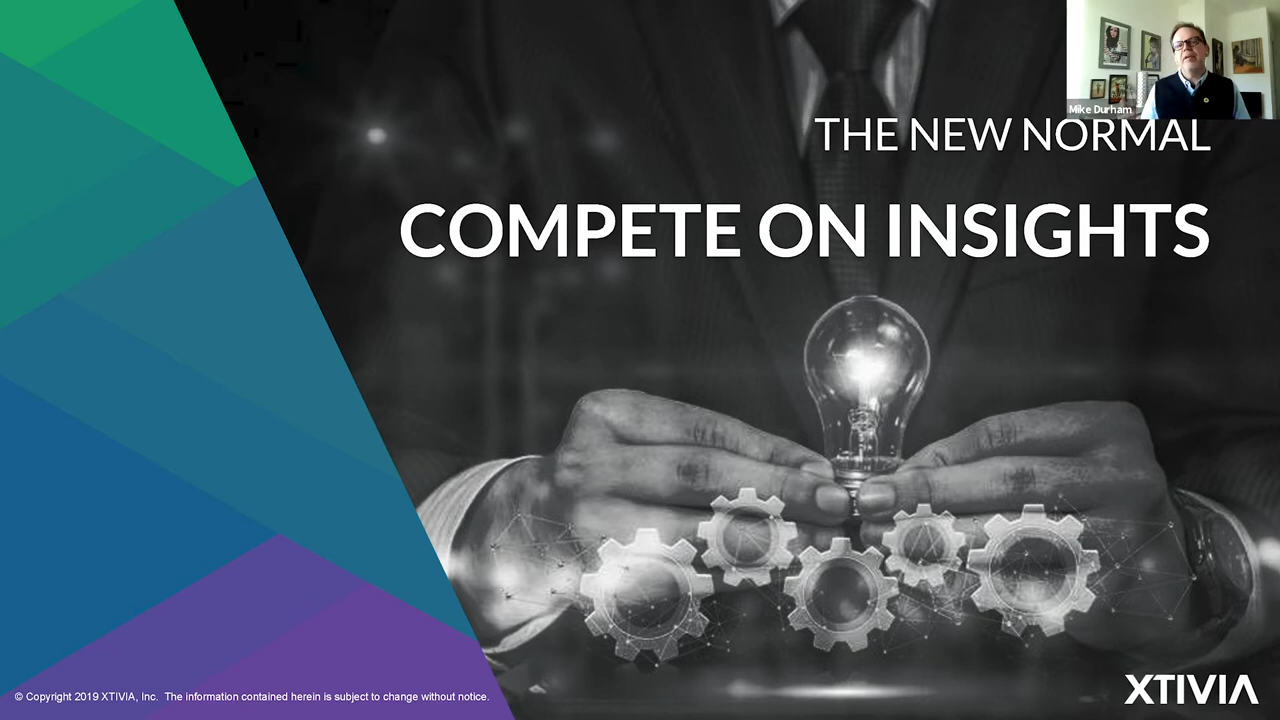 Mike Durham
THE NEW NORMAL
COMPETE ON INSIGHTS
© Copyright 2019 XTIVIA, Inc. The information contained herein is subject to change without notice.
XTIVIA